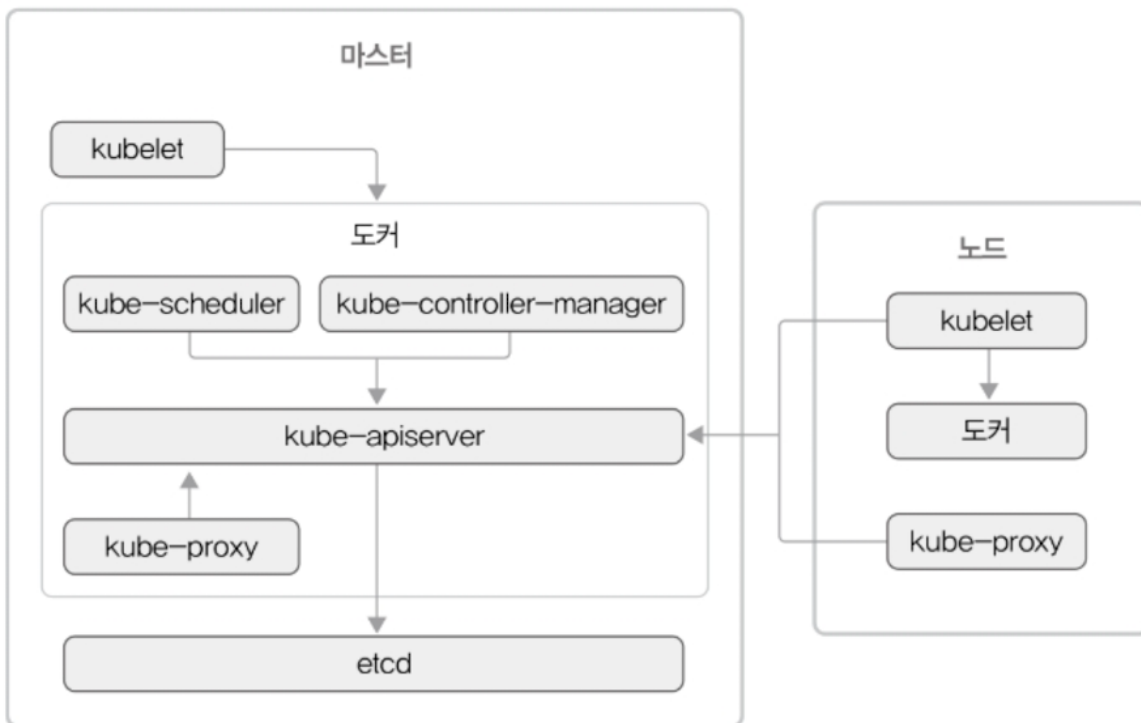 마스터
kubelet
도커
kube-scheduler
kube-controller-manager
kube-apiserver
kube-proxy
etcd
노드
kubelet
도커
kube-proxy